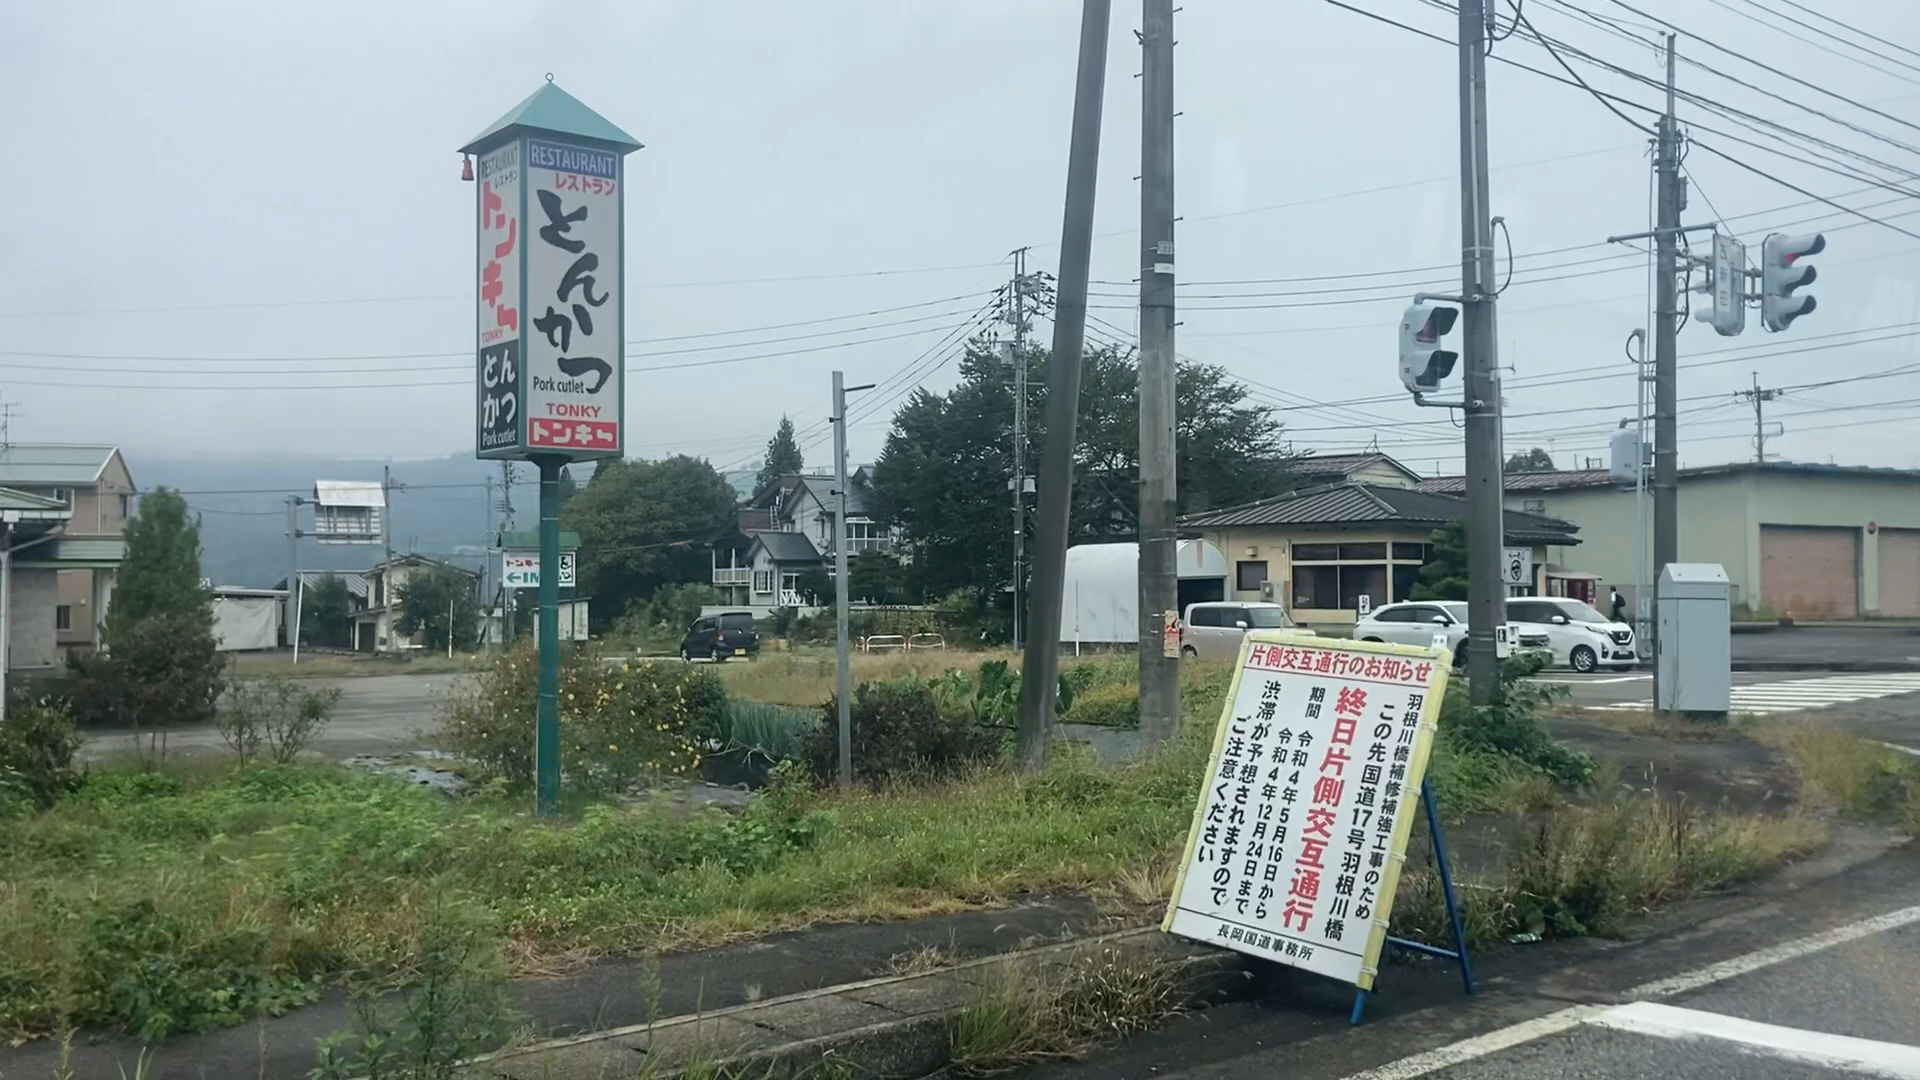 RESTAURANT
レストラン
トンキー
TONKY
とんかつ
Pork cutlet
RESTAURANT
レストラン
とんかつ
Pork cutlet
TONKY
トンキー
トンキー
←IN
片側交互通行のお知らせ
羽根川橋補修補強工事のため
この先国道17号羽根川橋
終日片側交互通行
期間 令和4年5月16日から
令和4年12月24日まで
渋滞が予想されますので
ご注意ください
長岡国道事務所